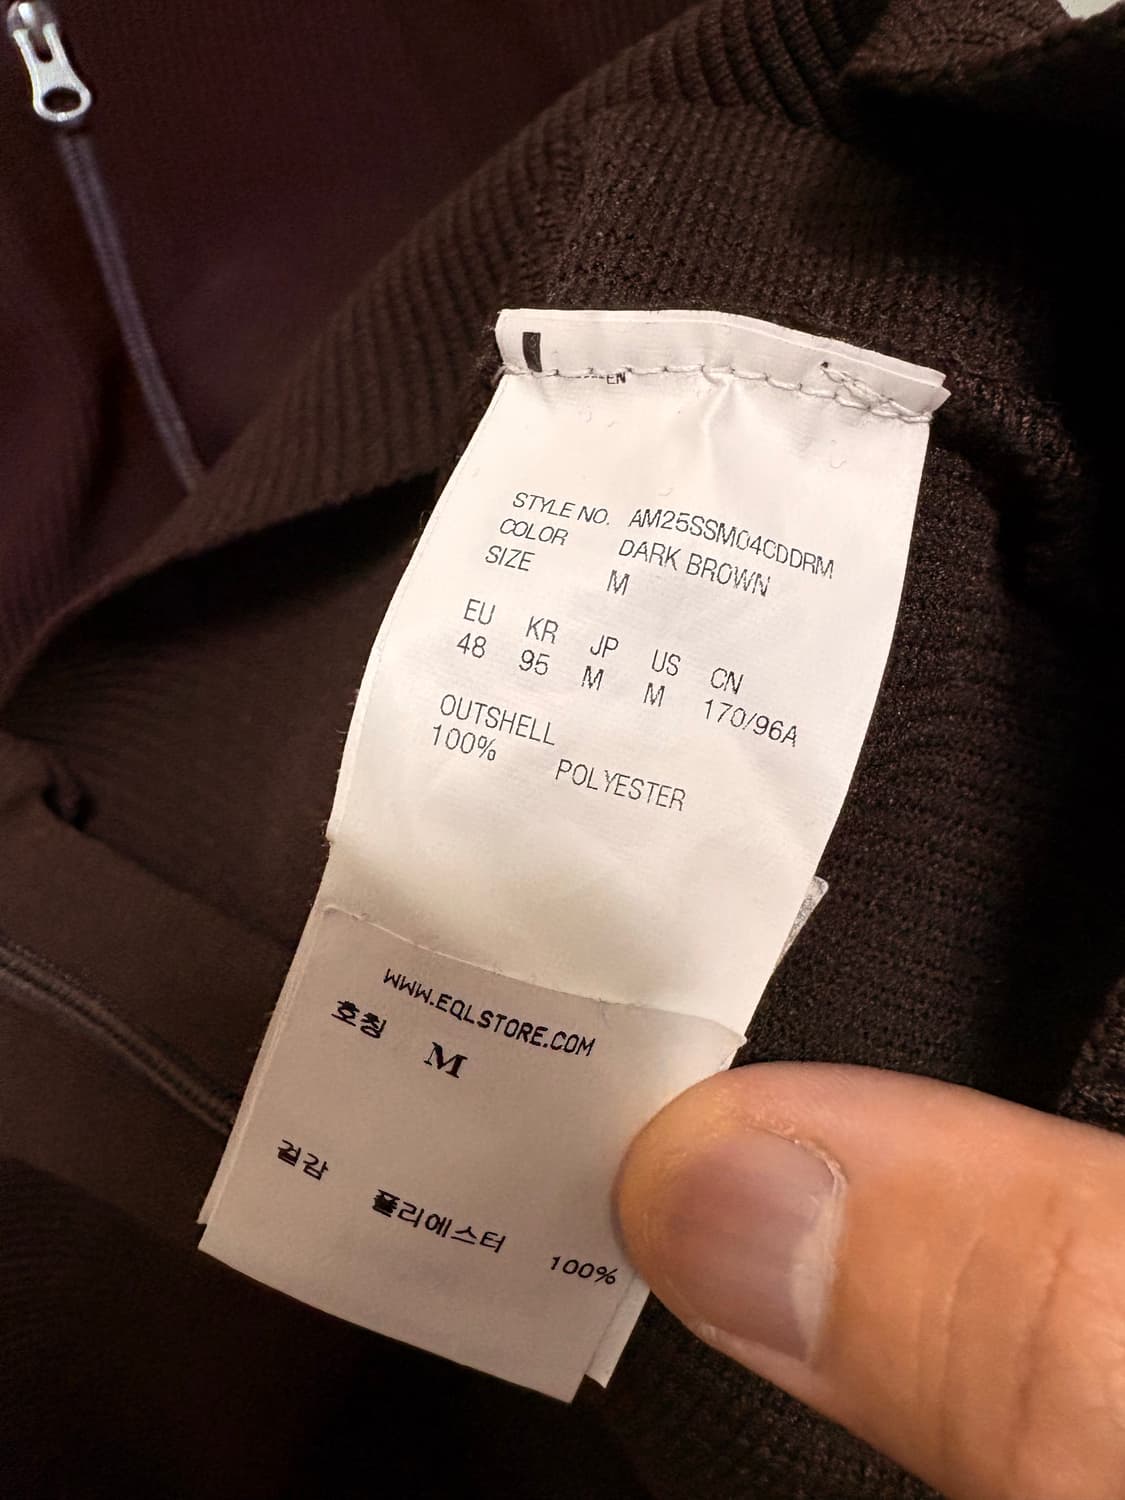 STYLE NO. AM25SSM04CDDRM
COLOR DARK BROWN
SIZE M
EU KR JP US CN
48 95 M M 170/96A
OUTSHELL
100% POLYESTER
WWW.EQLSTORE.COM
호칭 M
겉감
폴리에스터 100%